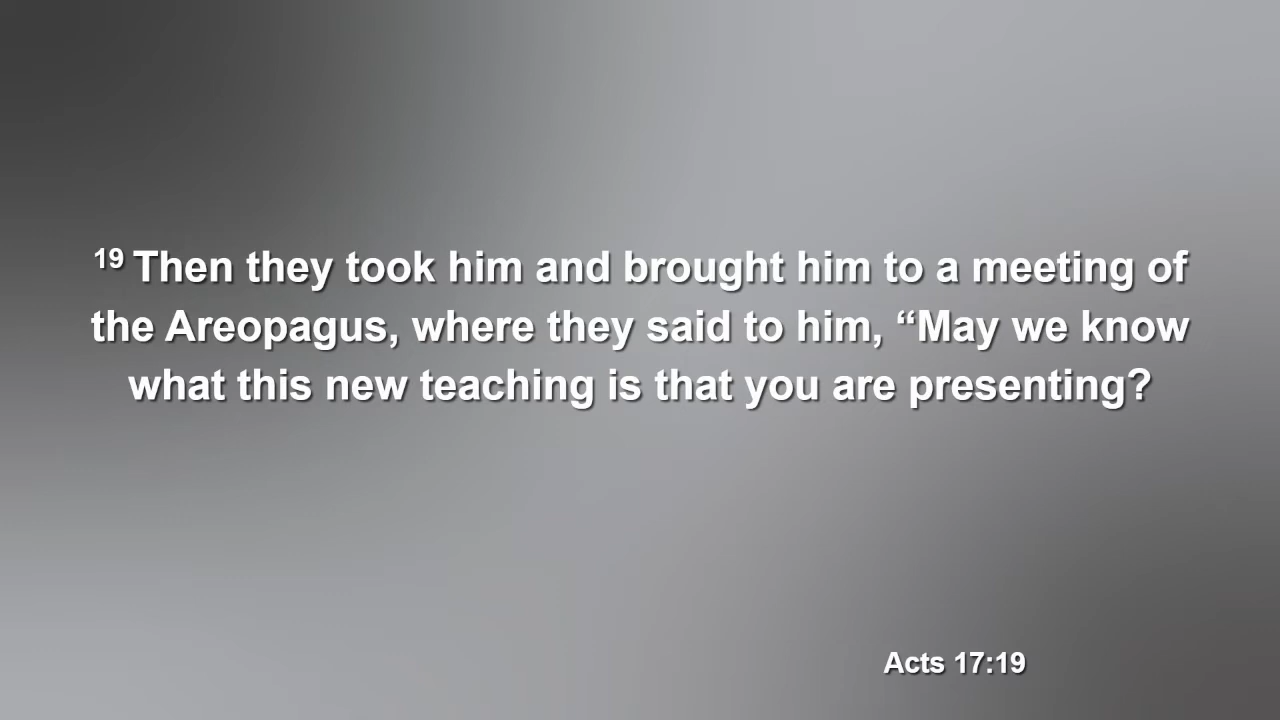 19 Then they took him and brought him to a meeting of
the Areopagus, where they said to him, “May we know
what this new teaching is that you are presenting?
Acts 17:19